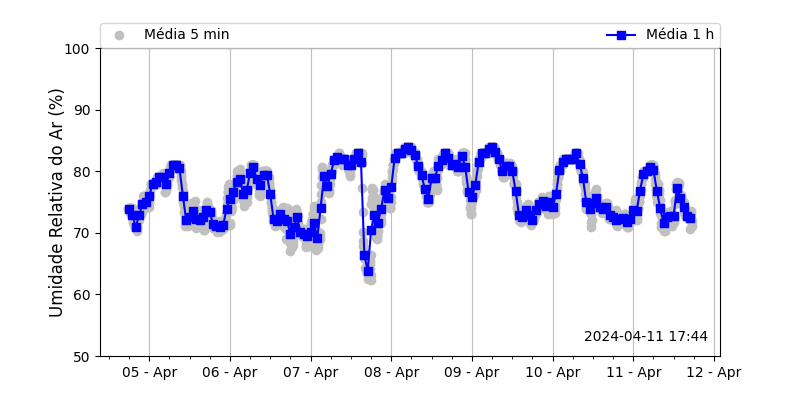 Média 5 min
Média 1 h
Umidade Relativa do Ar (%)
100
90
80
70
60
50
2024-04-11 17:44
05 - Apr
06 - Apr
07 - Apr
08 - Apr
09 - Apr
10 - Apr
11 - Apr
12 - Apr